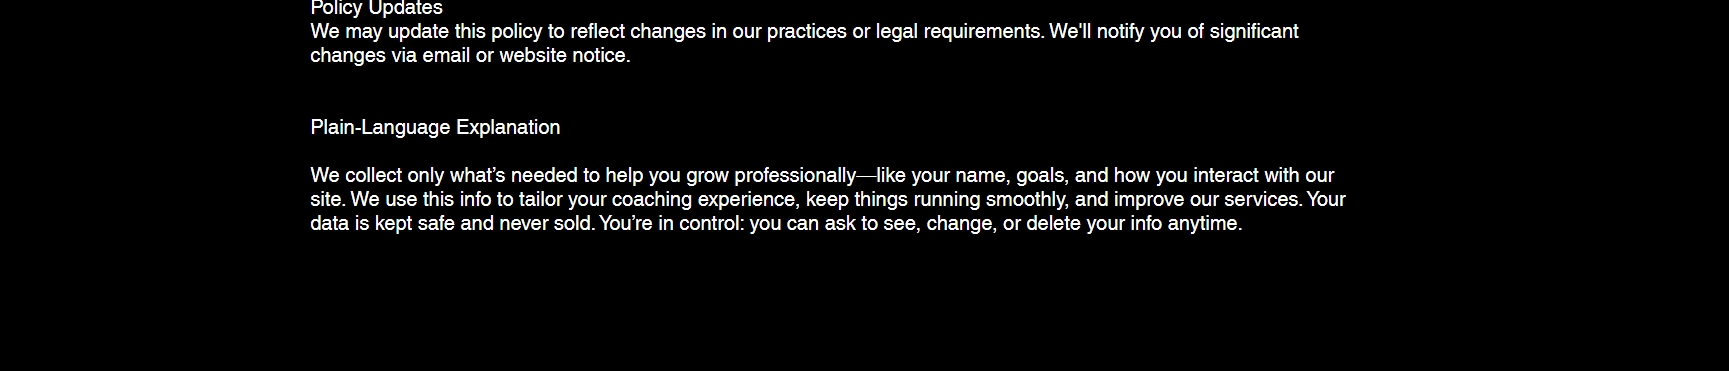 Policy Updates
We may update this policy to reflect changes in our practices or legal requirements. We'll notify you of significant
changes via email or website notice.
Plain-Language Explanation
We collect only what’s needed to help you grow professionally—like your name, goals, and how you interact with our
site. We use this info to tailor your coaching experience, keep things running smoothly, and improve our services. Your
data is kept safe and never sold. You’re in control: you can ask to see, change, or delete your info anytime.